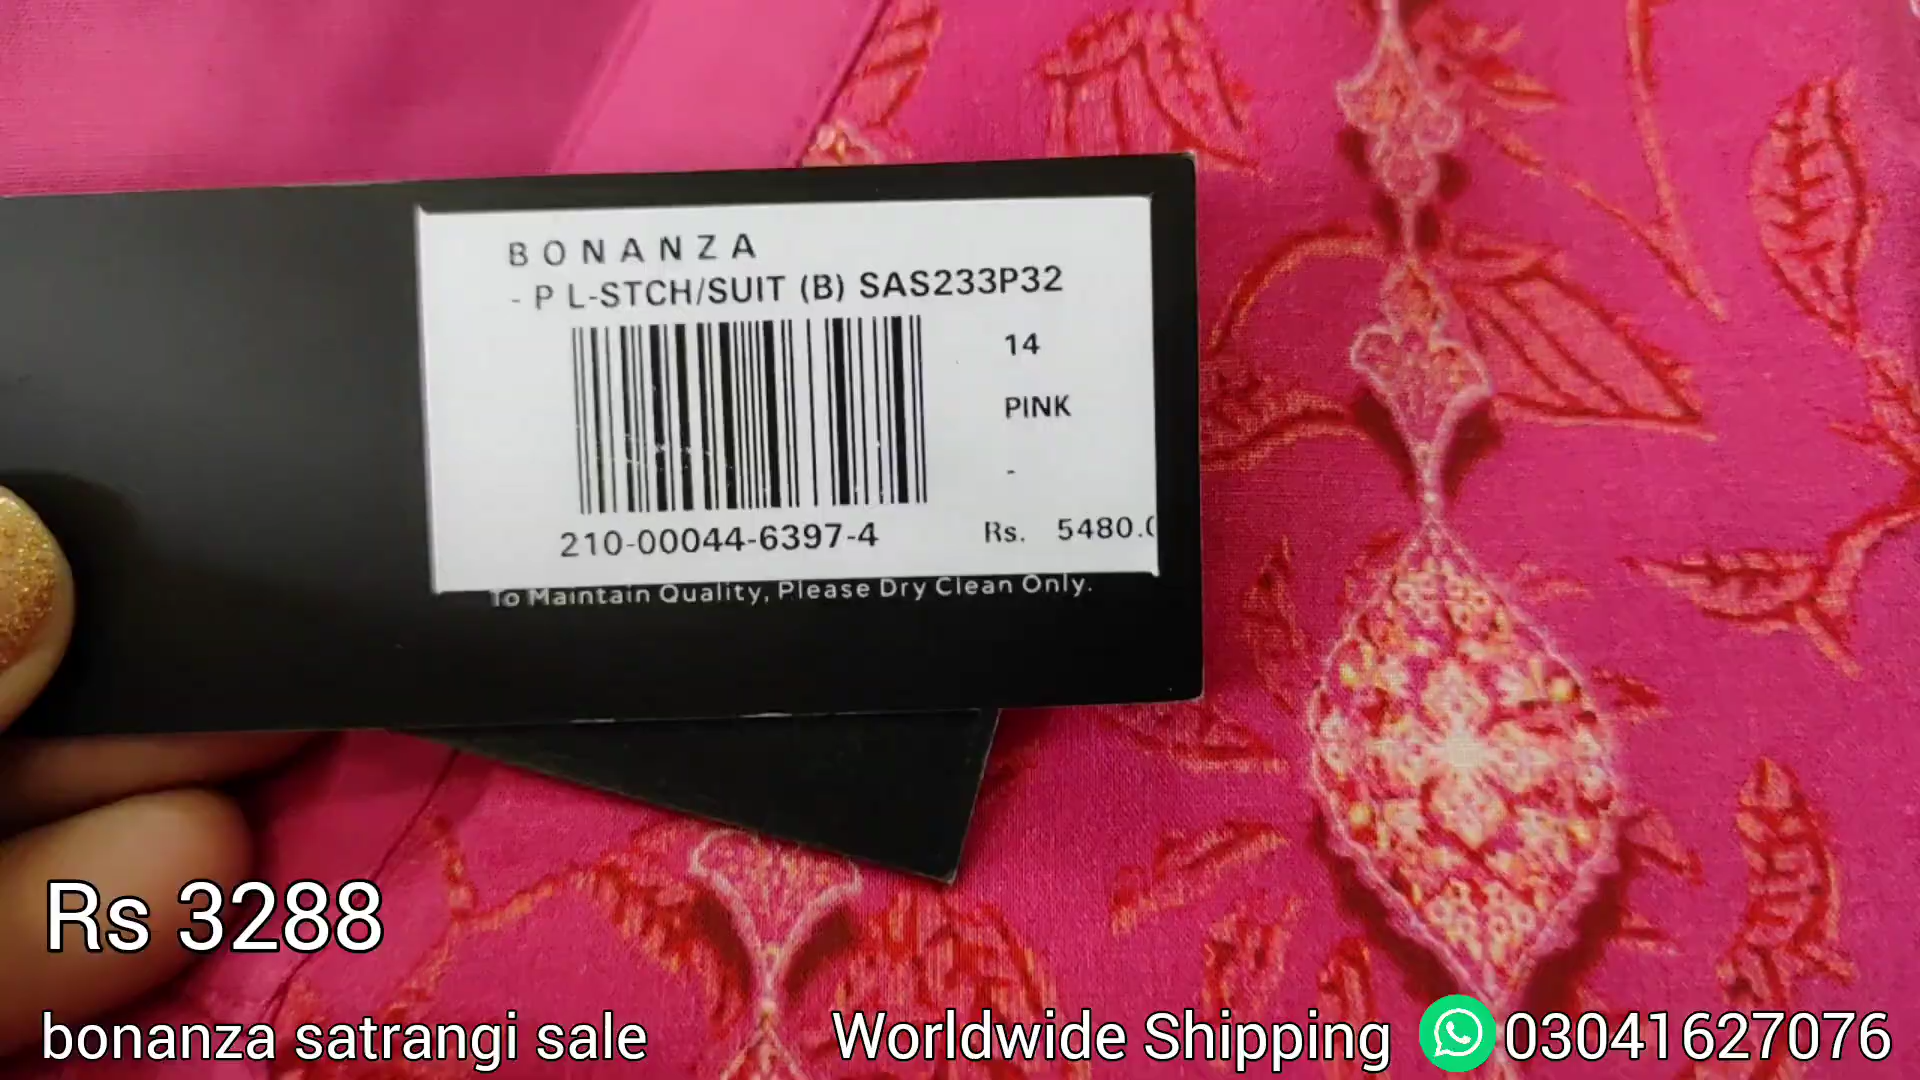 BONANZA
- P L-STCH/SUIT (B) SAS233P32
14
PINK
-
210-00044-6397-4
Rs. 5480.0
To Maintain Quality, Please Dry Clean Only.
Rs 3288
bonanza satrangi sale
Worldwide Shipping 03041627076